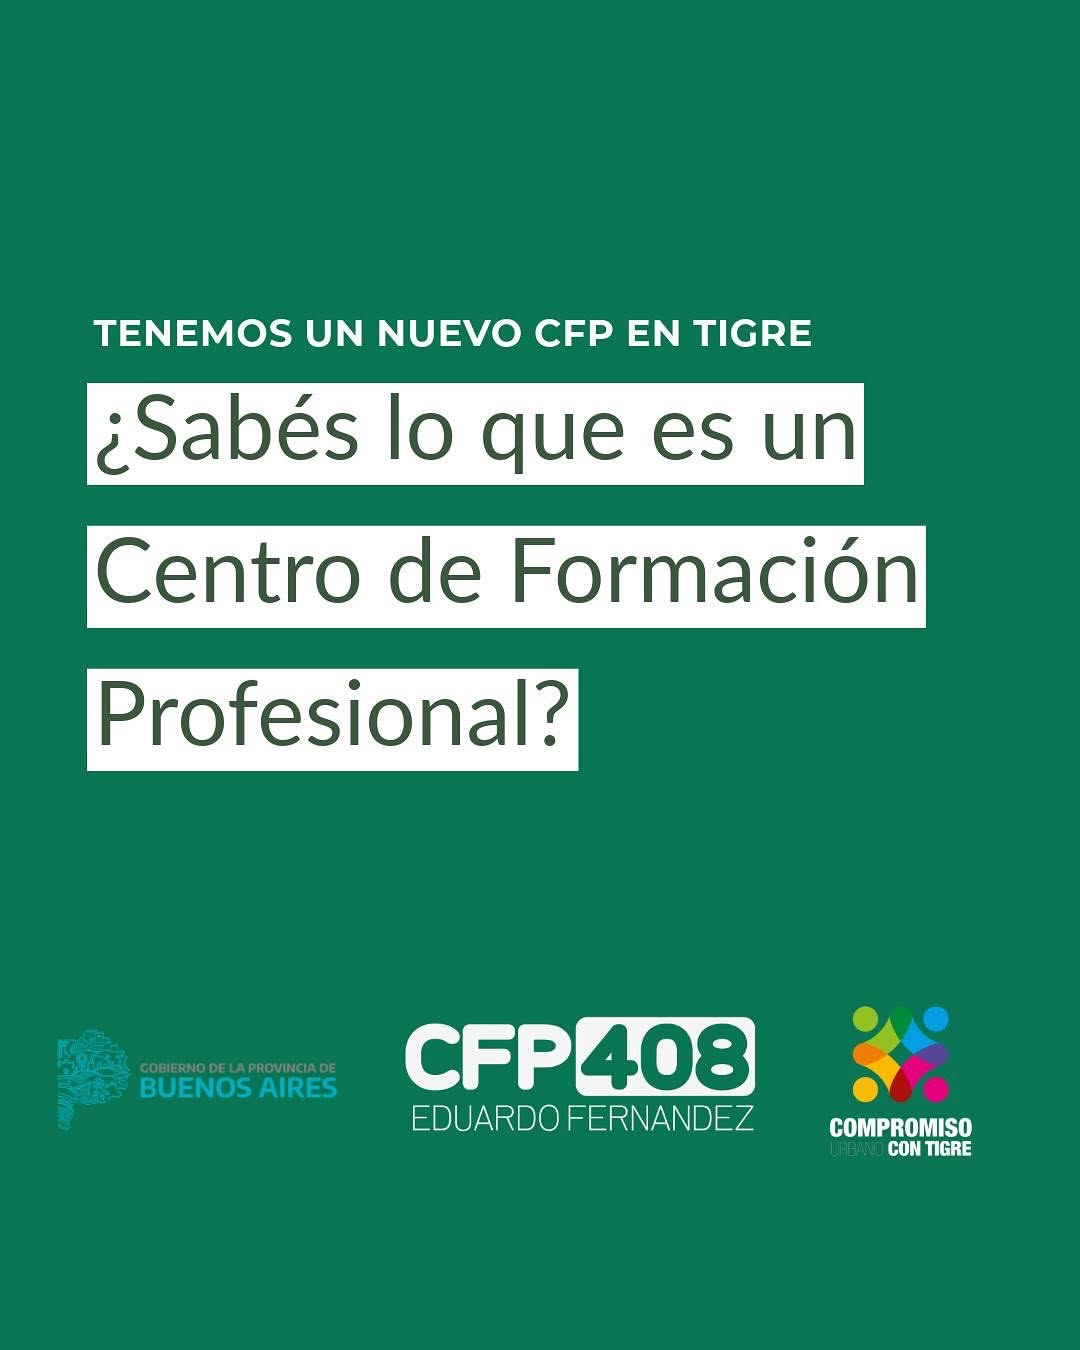 TENEMOS UN NUEVO CFP EN TIGRE
¿Sabés lo que es un
Centro de Formación
Profesional?
GOBIERNO DE LA PROVINCIA DE
BUENOS AIRES
CFP408
EDUARDO FERNANDEZ
COMPROMISO
URBANO CON TIGRE